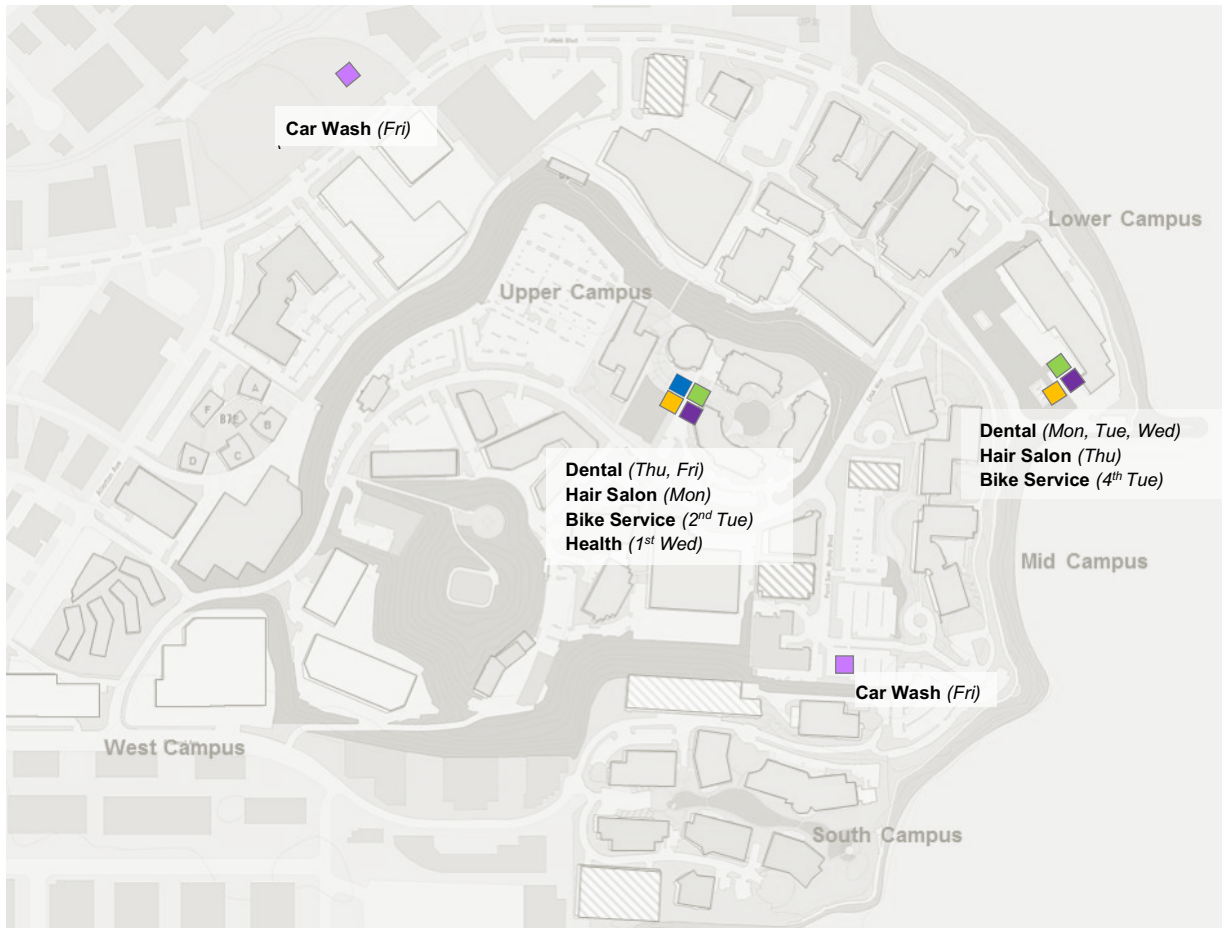 Car Wash (Fri)
Lower Campus
Upper Campus
A
F
B
C
D
Dental (Mon, Tue, Wed)
Hair Salon (Thu)
Bike Service (4th Tue)
Dental (Thu, Fri)
Hair Salon (Mon)
Bike Service (2nd Tue)
Health (1st Wed)
Mid Campus
Car Wash (Fri)
West Campus
South Campus